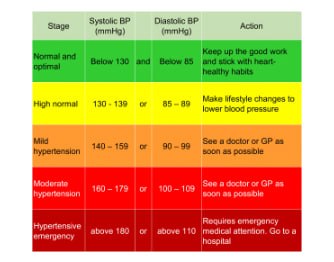 Stage Systolic BP (mmHg) Diastolic BP (mmHg) Action
Normal and optimal Below 130 and Below 85 Keep up the good work and stick with heart-healthy habits
High normal 130 - 139 or 85 – 89 Make lifestyle changes to lower blood pressure
Mild hypertension 140 – 159 or 90 – 99 See a doctor or GP as soon as possible
Moderate hypertension 160 – 179 or 100 – 109 See a doctor or GP as soon as possible
Hypertensive emergency above 180 or above 110 Requires emergency medical attention. Go to a hospital